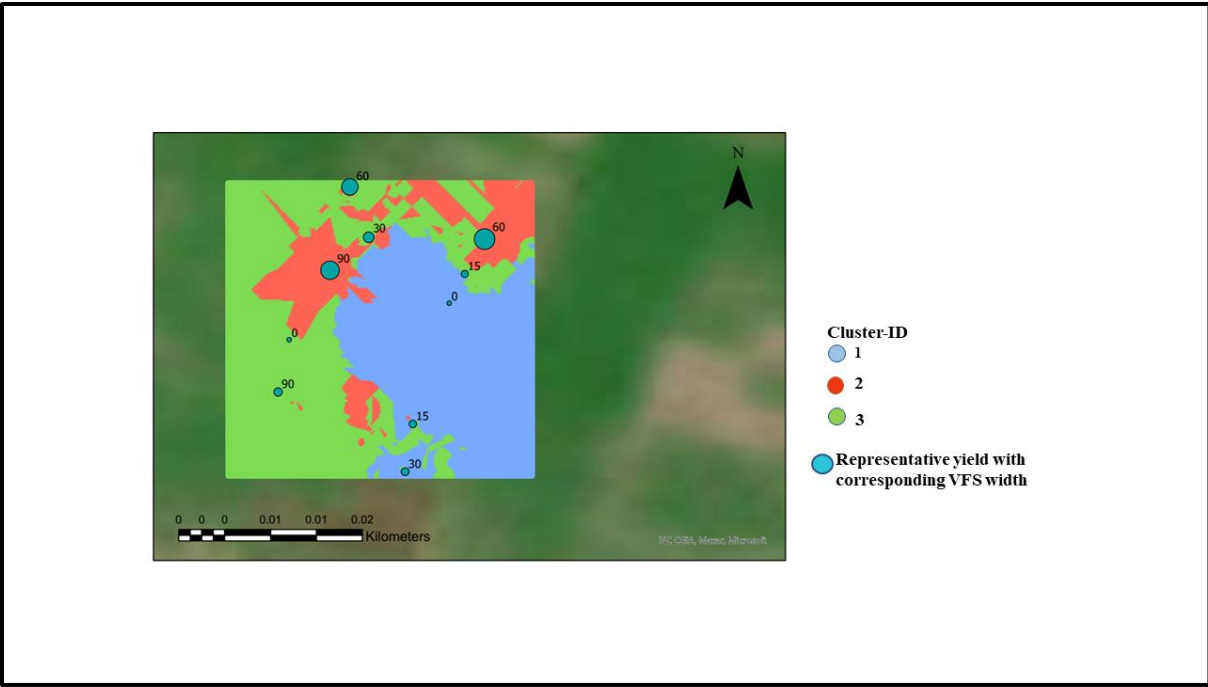 N
60
30
60
90
15
0
0
90
15
30
0 0 0 0.01 0.01 0.02
Kilometers
Cluster-ID
1
2
3
Representative yield with
corresponding VFS width